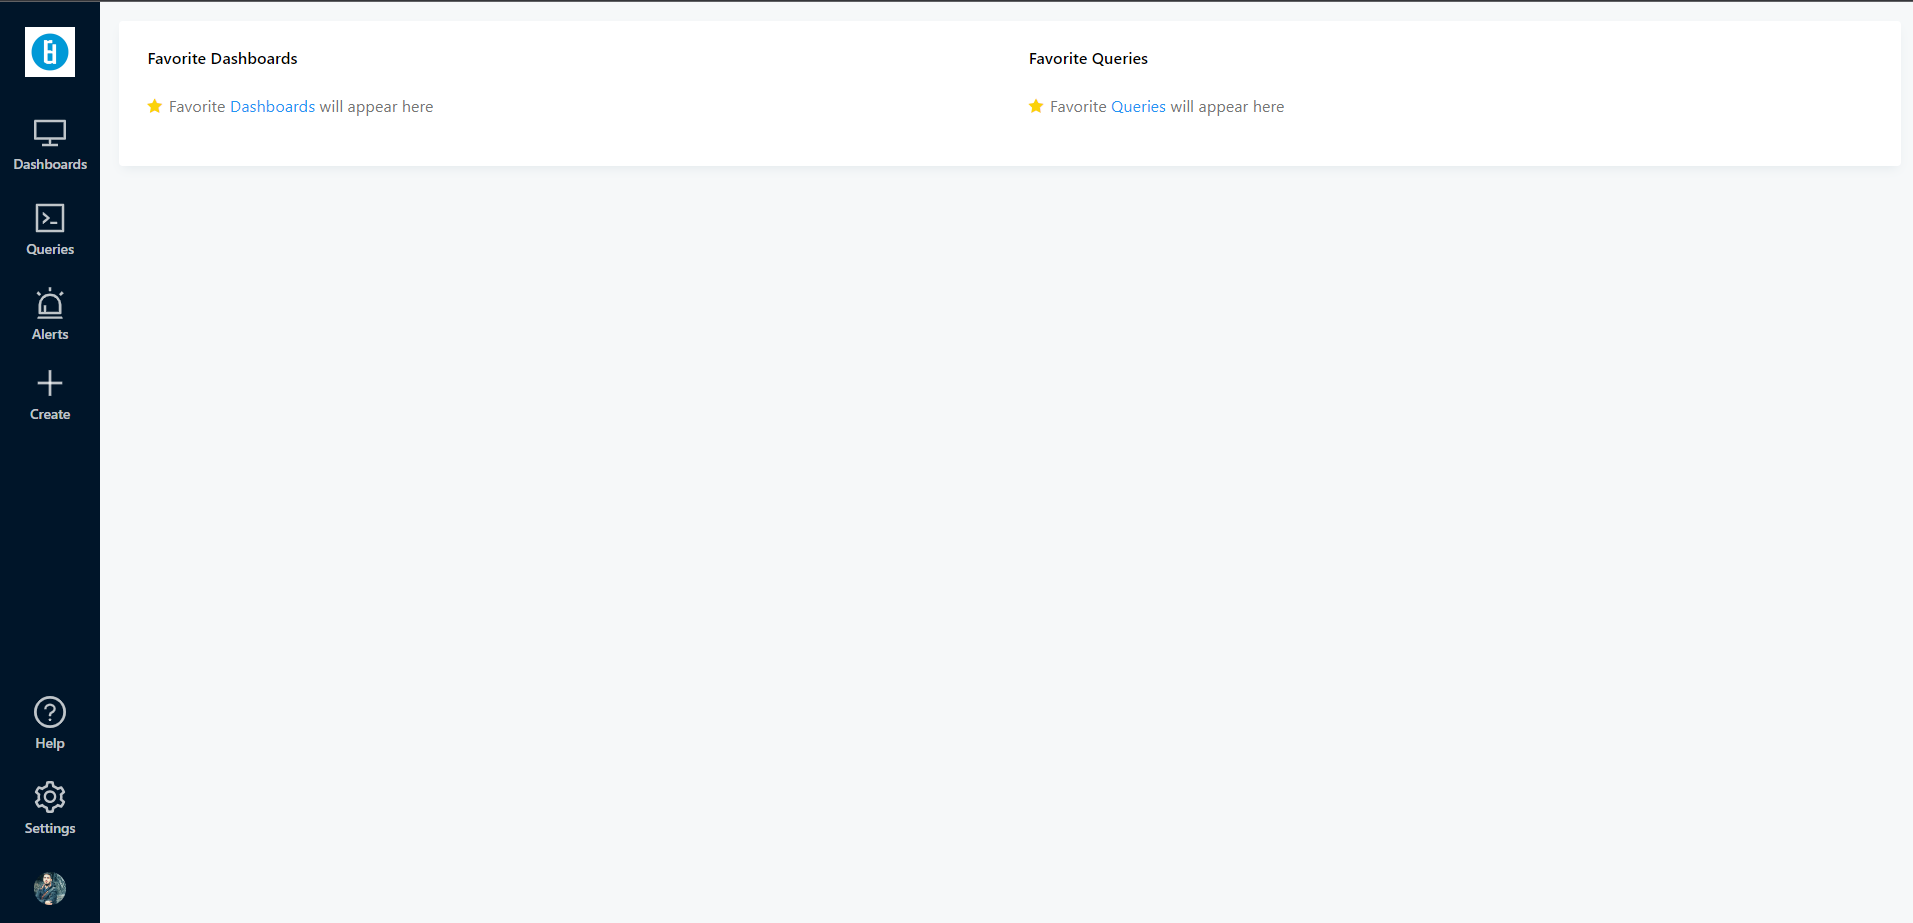 Dashboards
Queries
Alerts
Create
Help
Settings
Favorite Dashboards
Favorite Dashboards will appear here
Favorite Queries
Favorite Queries will appear here